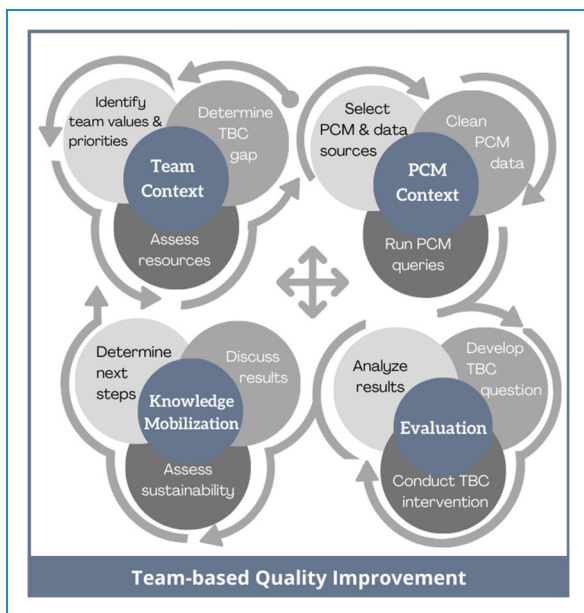 Identify
team values &
priorities
Determine
TBC
gap
Team
Context
Assess
resources
Select
PCM & data
sources
Clean
PCM
data
PCM
Context
Run PCM
queries
Determine
next
steps
Discuss
results
Knowledge
Mobilization
Assess
sustainability
Analyze
results
Develop
TBC
question
Evaluation
Conduct TBC
intervention
Team-based Quality Improvement